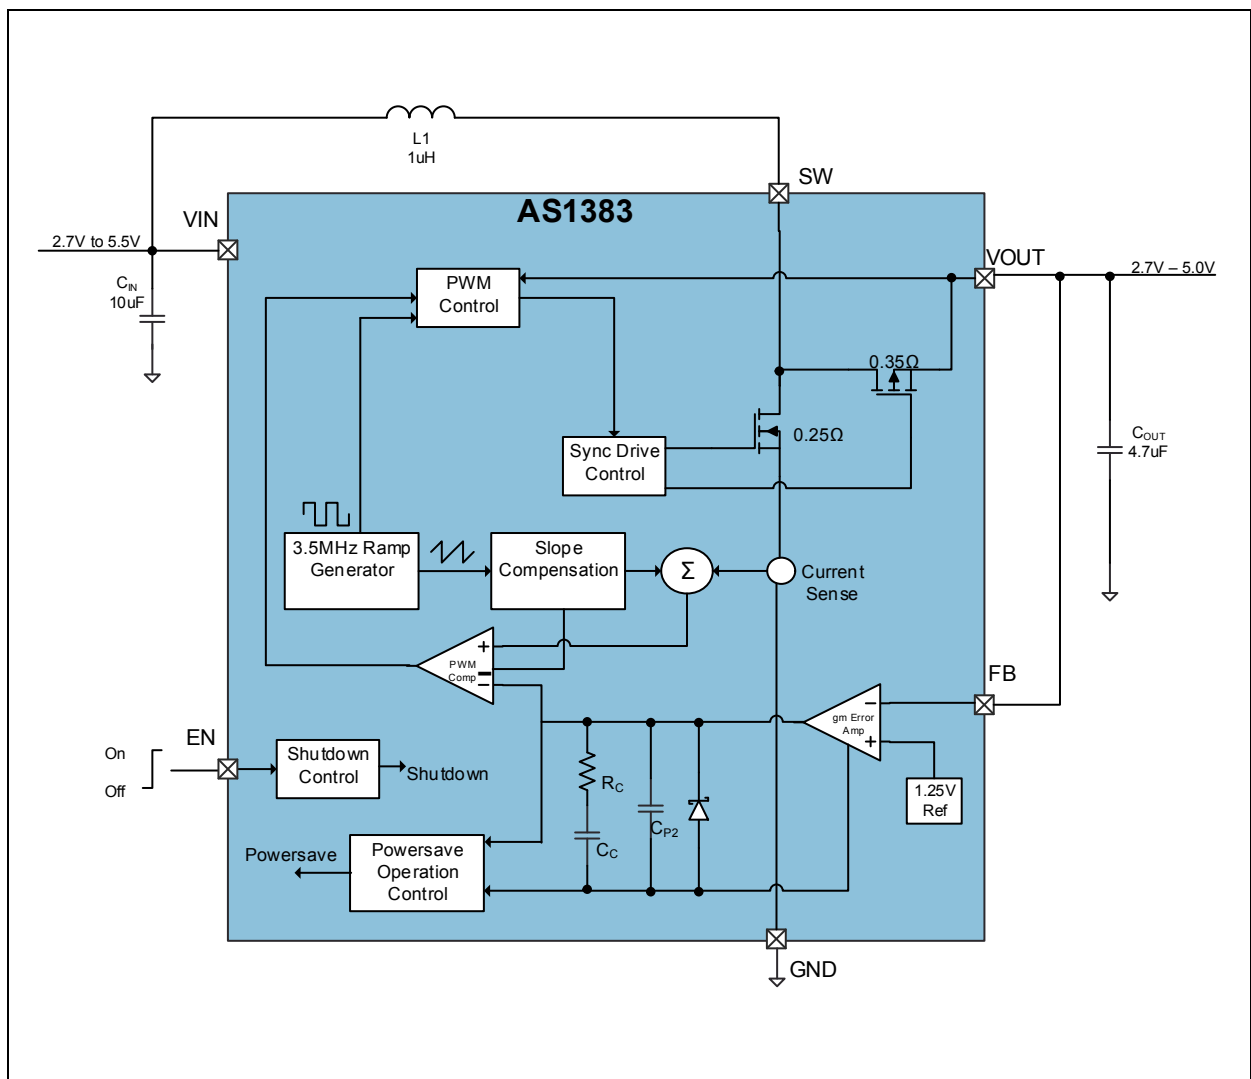 L1
1uH
SW
AS1383
VIN
2.7V to 5.5V
VOUT
2.7V – 5.0V
CIN
10uF
PWM
Control
0.35Ω
0.25Ω
Sync Drive
Control
COUT
4.7uF
3.5MHz Ramp
Generator
Slope
Compensation
Σ
Current
Sense
+
PWM
Comp
−
−
FB
−
gm Error
Amp
+
EN
On
Off
Shutdown
Control
Shutdown
RC
1.25V
Ref
CP2
CC
Powersave
Powersave
Operation
Control
GND